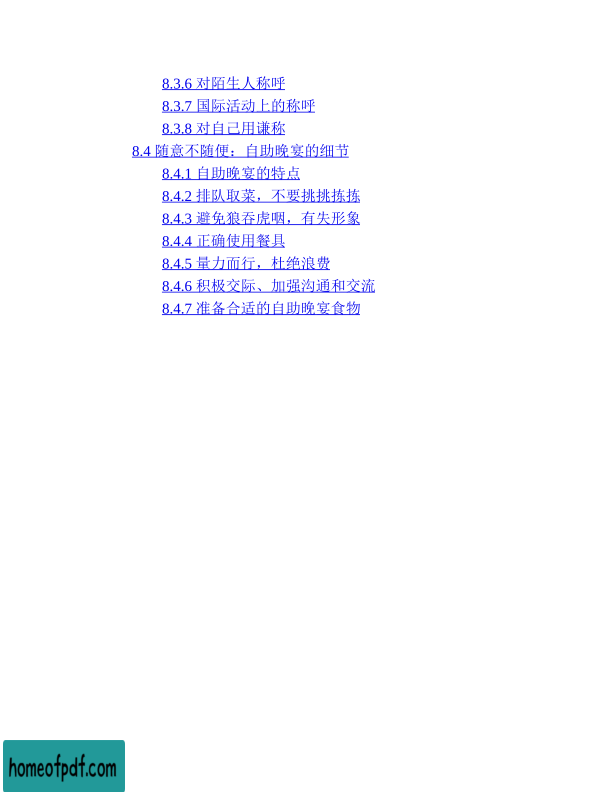 8.3.6 对陌生人称呼
8.3.7 国际活动上的称呼
8.3.8 对自己用谦称
8.4 随意不随便：自助晚宴的细节
8.4.1 自助晚宴的特点
8.4.2 排队取菜，不要挑挑拣拣
8.4.3 避免狼吞虎咽，有失形象
8.4.4 正确使用餐具
8.4.5 量力而行，杜绝浪费
8.4.6 积极交际、加强沟通和交流
8.4.7 准备合适的自助晚宴食物
homeofpdf.com